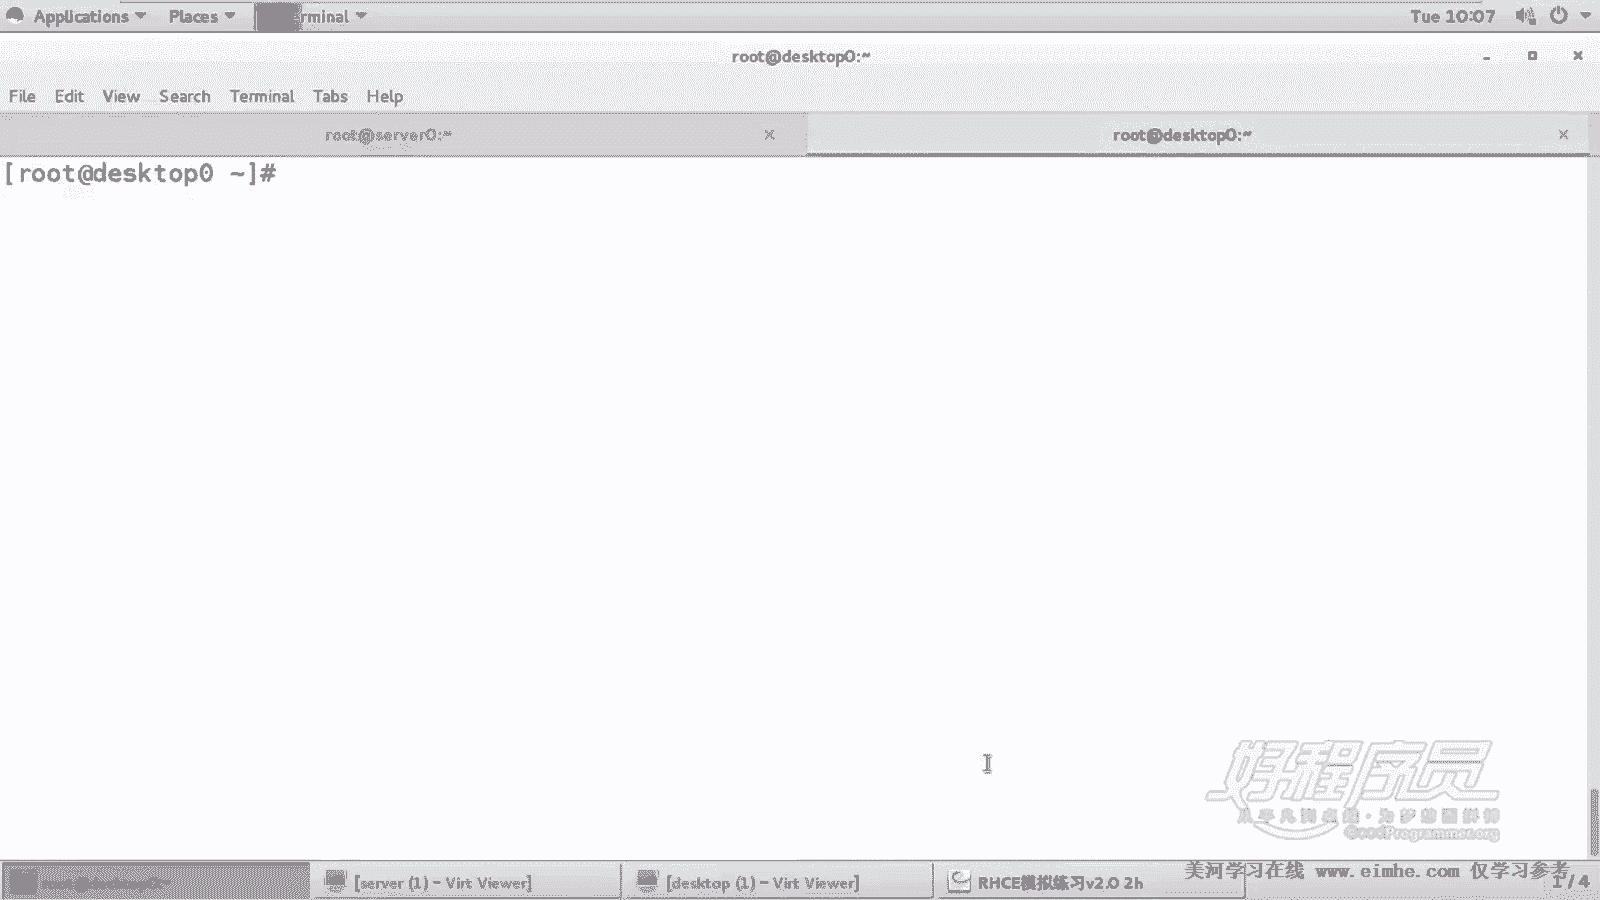 Applications Places rminal Tue 10:07
root@desktop0:~
File Edit View Search Terminal Tabs Help
root@server0:~ root@desktop0:~
[root@desktop0 ~]#
好程序员
GoodProgrammer.org
root@desktop0:~ [server (1) – Virt Viewer] [desktop (1) – Virt Viewer] RHCE模拟练习v2.0 2h 1 / 4
美河学习在线 www.eimhe.com 仅学习参考